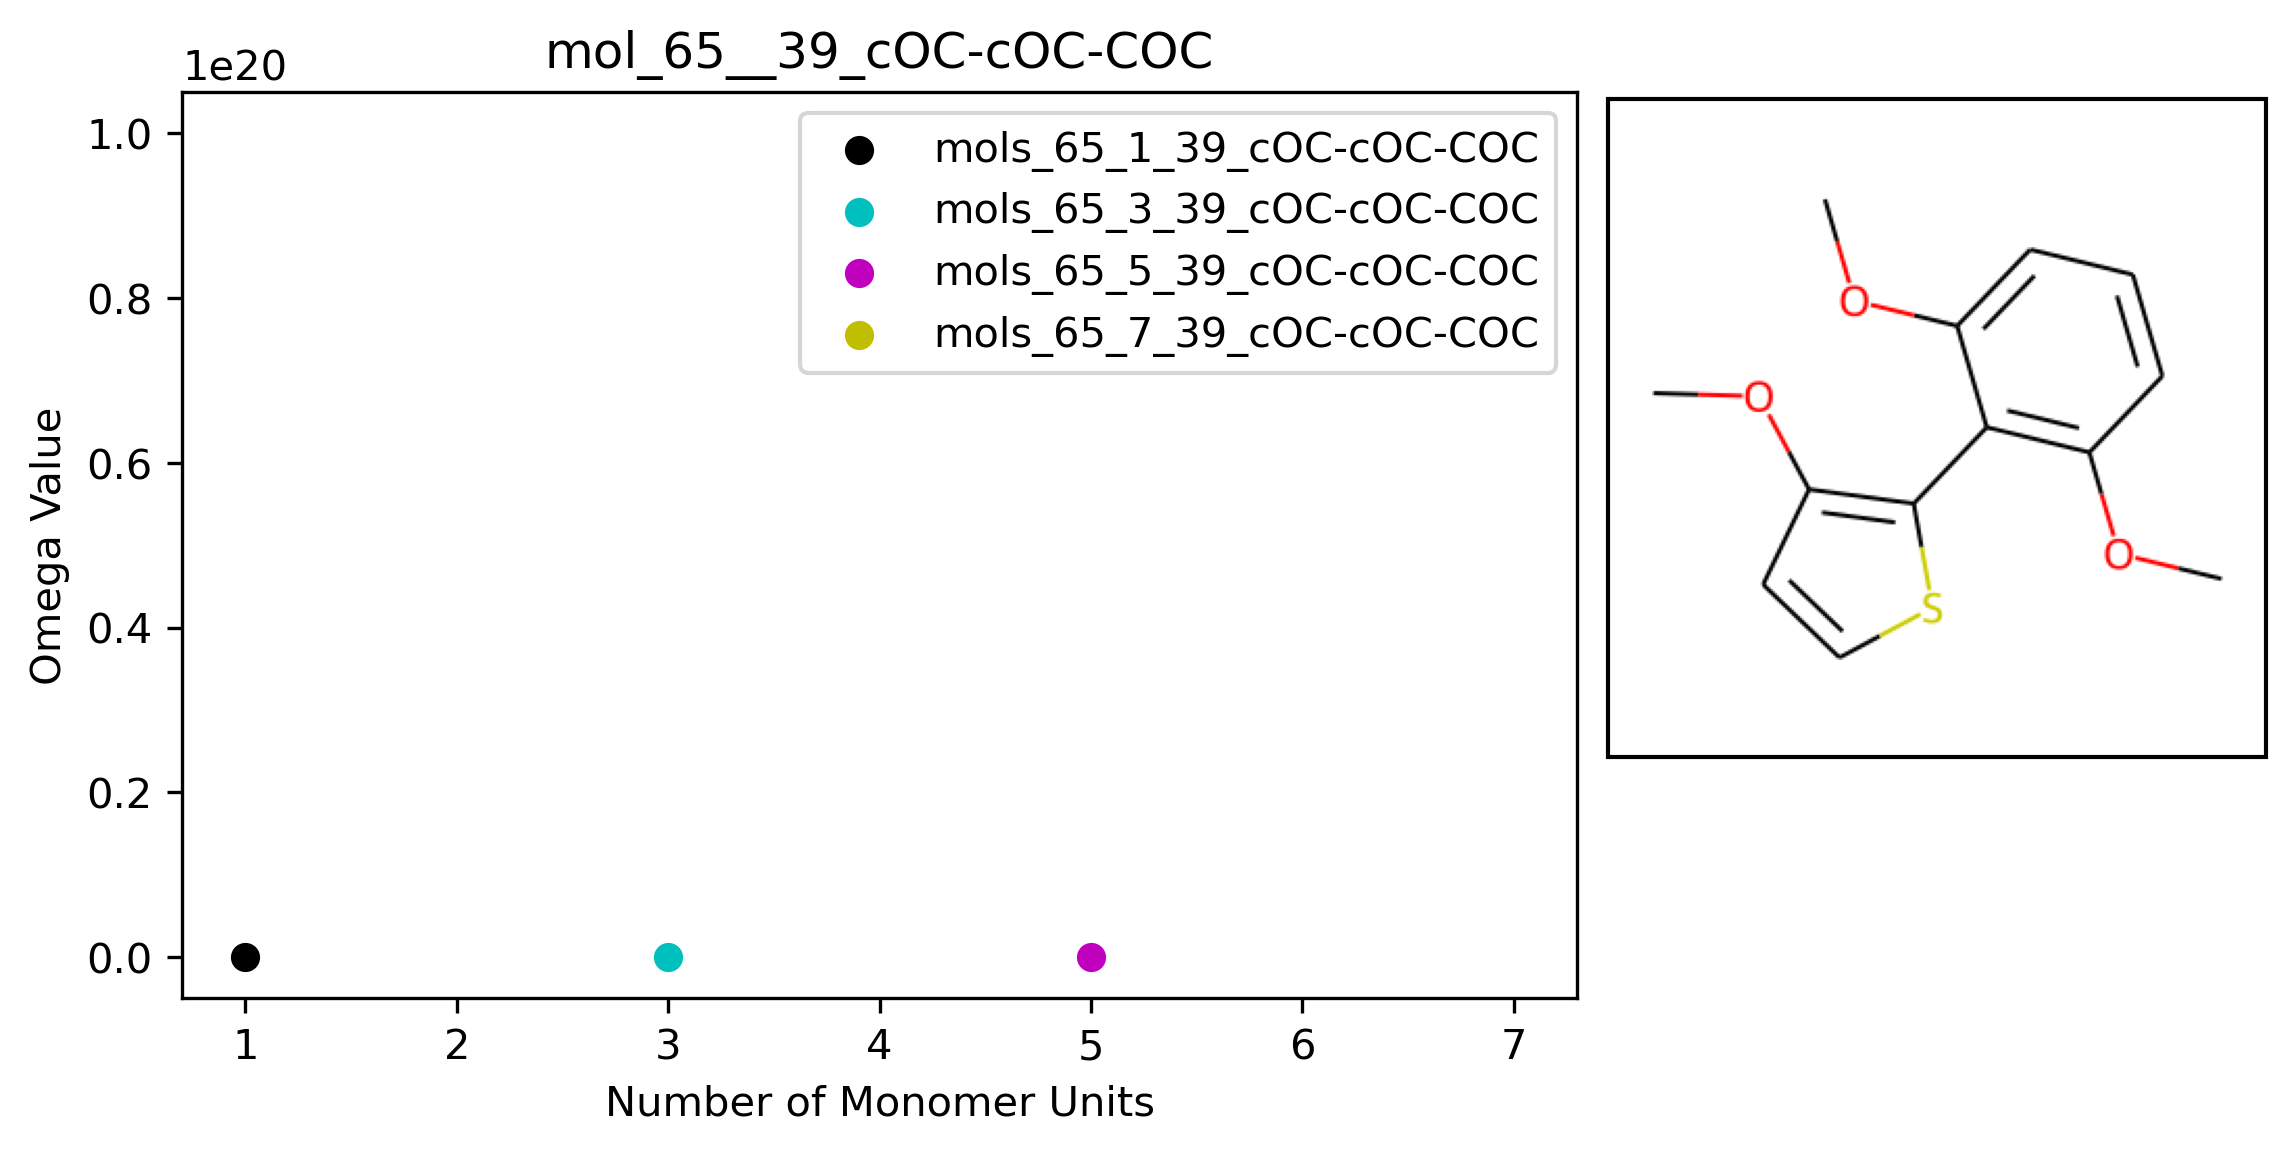 mol_65__39_cOC-cOC-COC
1e20
1.0
0.8
0.6
0.4
0.2
0.0
Omega Value
mols_65_1_39_cOC-cOC-COC
mols_65_3_39_cOC-cOC-COC
mols_65_5_39_cOC-cOC-COC
mols_65_7_39_cOC-cOC-COC
1 2 3 4 5 6 7
Number of Monomer Units
O
O
O
S